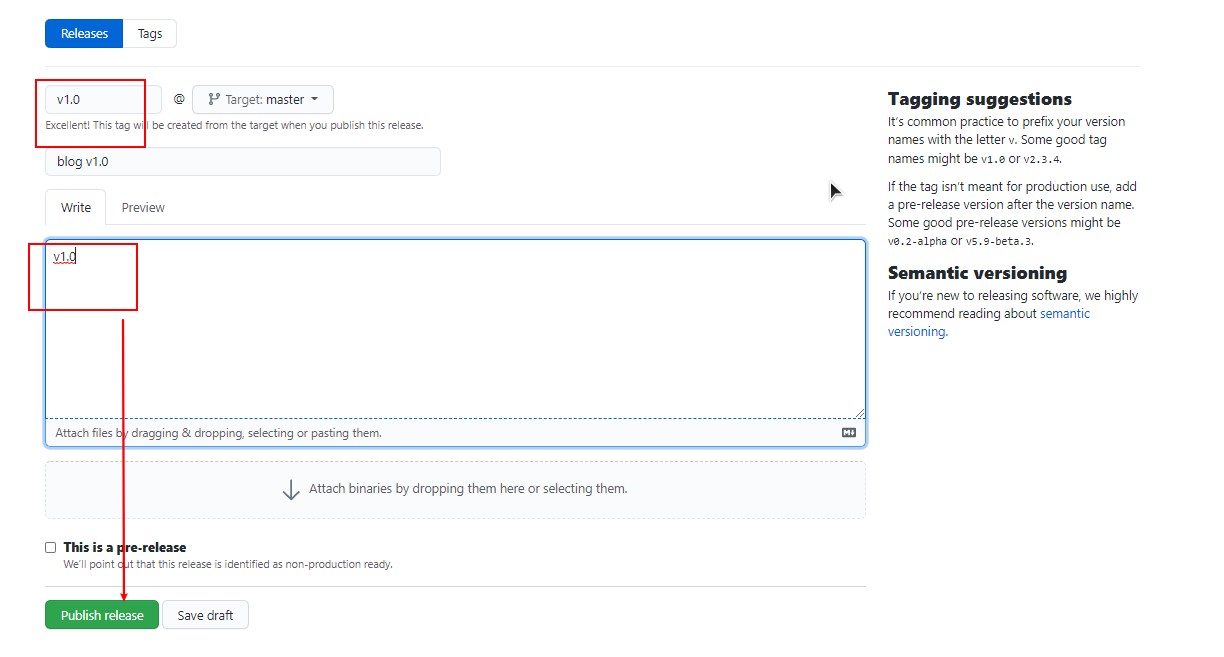 Releases Tags
v1.0 @ Target: master
Excellent! This tag will be created from the target when you publish this release.
blog v1.0
Write Preview
v1.0
Attach files by dragging & dropping, selecting or pasting them.
Attach binaries by dropping them here or selecting them.
This is a pre-release
We'll point out that this release is identified as non-production ready.
Publish release Save draft
Tagging suggestions
It's common practice to prefix your version
names with the letter v. Some good tag
names might be v1.0 or v2.3.4.
If the tag isn't meant for production use, add
a pre-release version after the version name.
Some good pre-release versions might be
v0.2-alpha or v5.9-beta.3.
Semantic versioning
If you're new to releasing software, we highly
recommend reading about semantic
versioning.